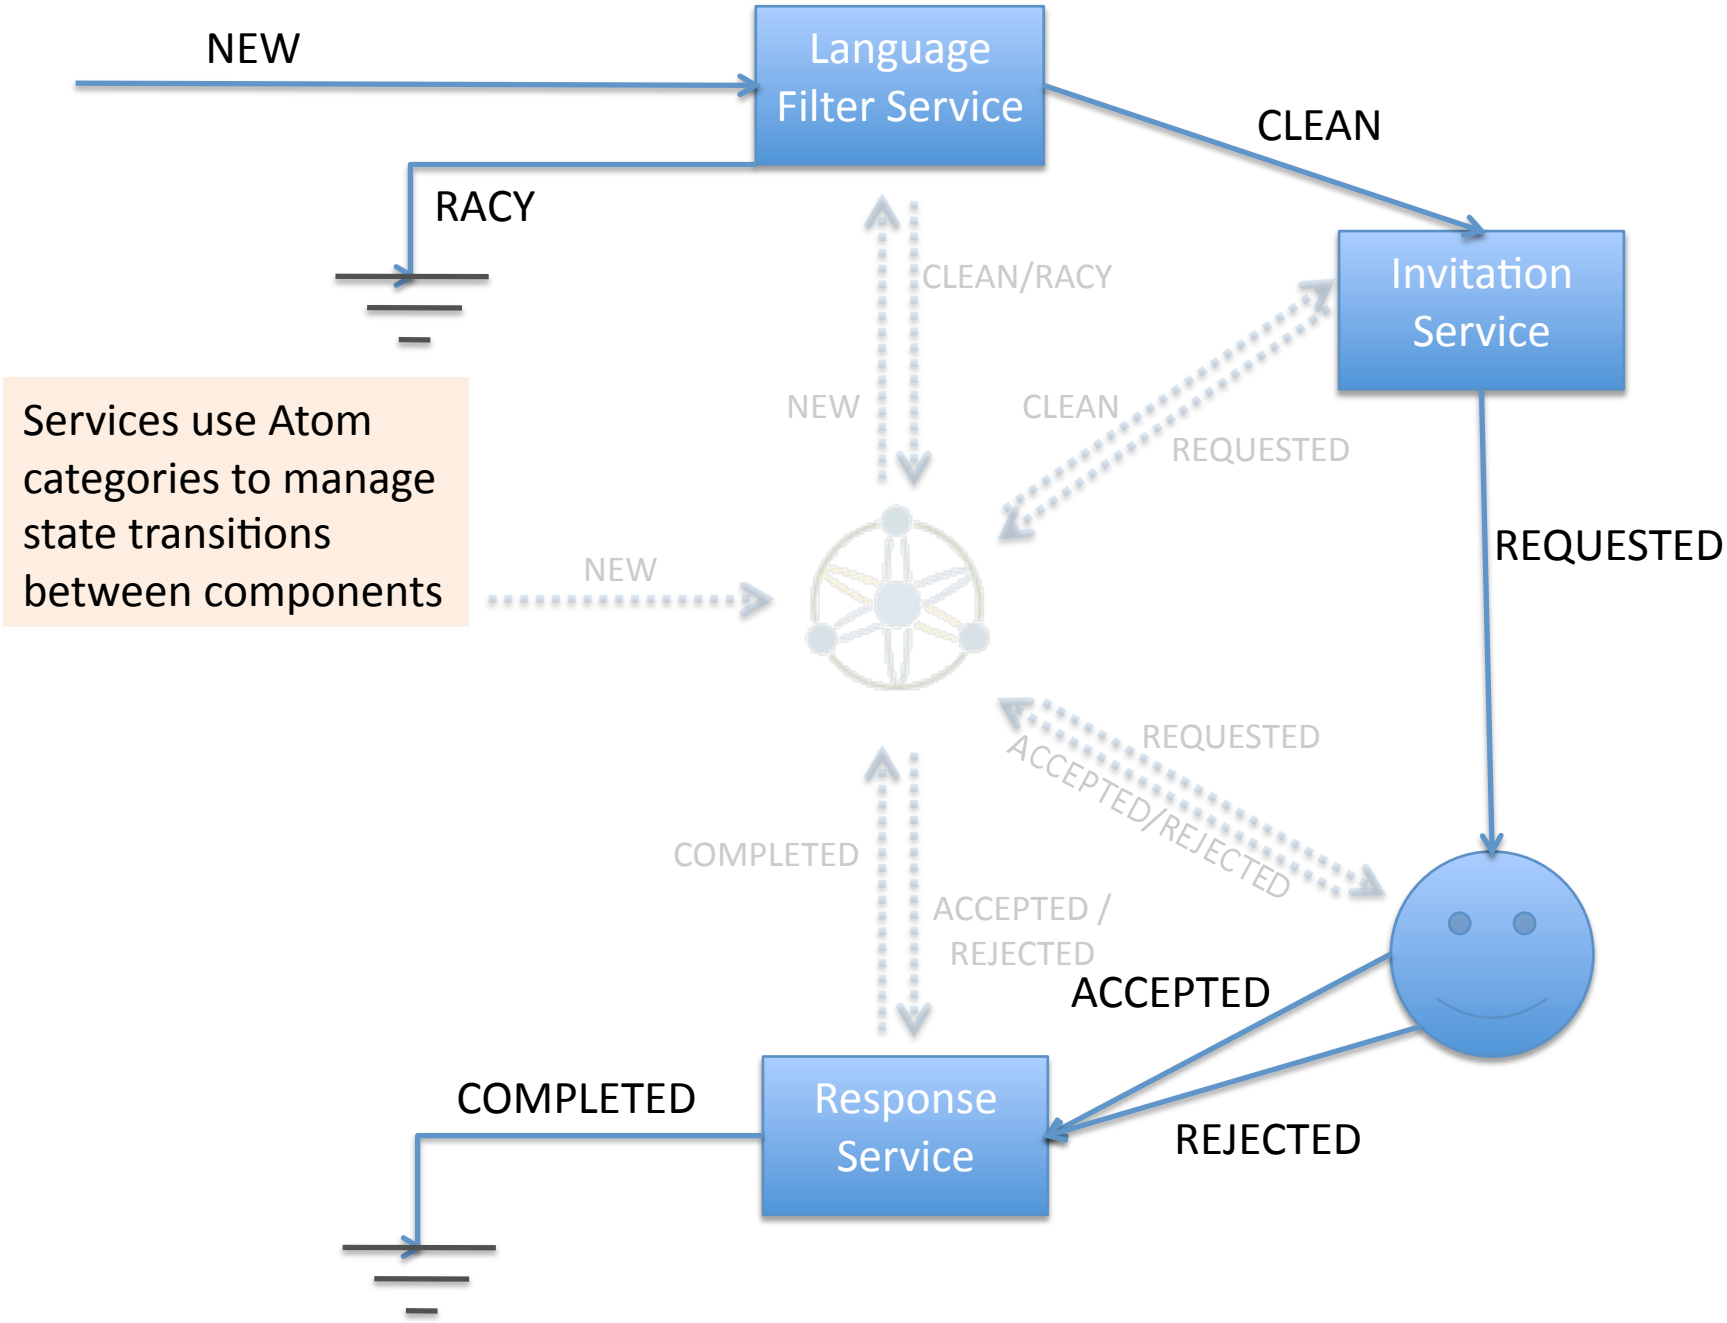 NEW
Language
Filter Service
CLEAN
RACY
CLEAN/RACY
Invitation
Service
NEW
CLEAN
REQUESTED
Services use Atom
categories to manage
state transitions
between components
NEW
REQUESTED
REQUESTED
ACCEPTED/REJECTED
COMPLETED
ACCEPTED /
REJECTED
ACCEPTED
COMPLETED
Response
Service
REJECTED